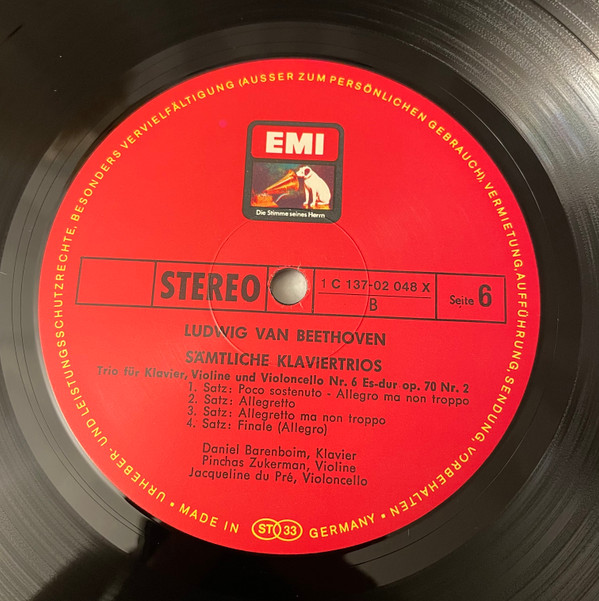 EMI
Die Stimme seines Herrn
STEREO
1 C 137-02 048 X
B
Seite 6
LUDWIG VAN BEETHOVEN
SÄMTLICHE KLAVIERTRIOS
Trio für Klavier, Violine und Violoncello Nr. 6 Es-dur op. 70 Nr. 2
1. Satz: Poco sostenuto - Allegro ma non troppo
2. Satz: Allegretto
3. Satz: Allegretto ma non troppo
4. Satz: Finale (Allegro)
Daniel Barenboim, Klavier
Pinchas Zukerman, Violine
Jacqueline du Pré, Violoncello
URHEBER- UND LEISTUNGSSCHUTZRECHTE, BESONDERS VERVIELFÄLTIGUNG (AUSSER ZUM PERSÖNLICHEN GEBRAUCH), VERMIETUNG, AUFFÜHRUNG, SENDUNG, VORBEHALTEN •
• MADE IN ST 33 GERMANY •